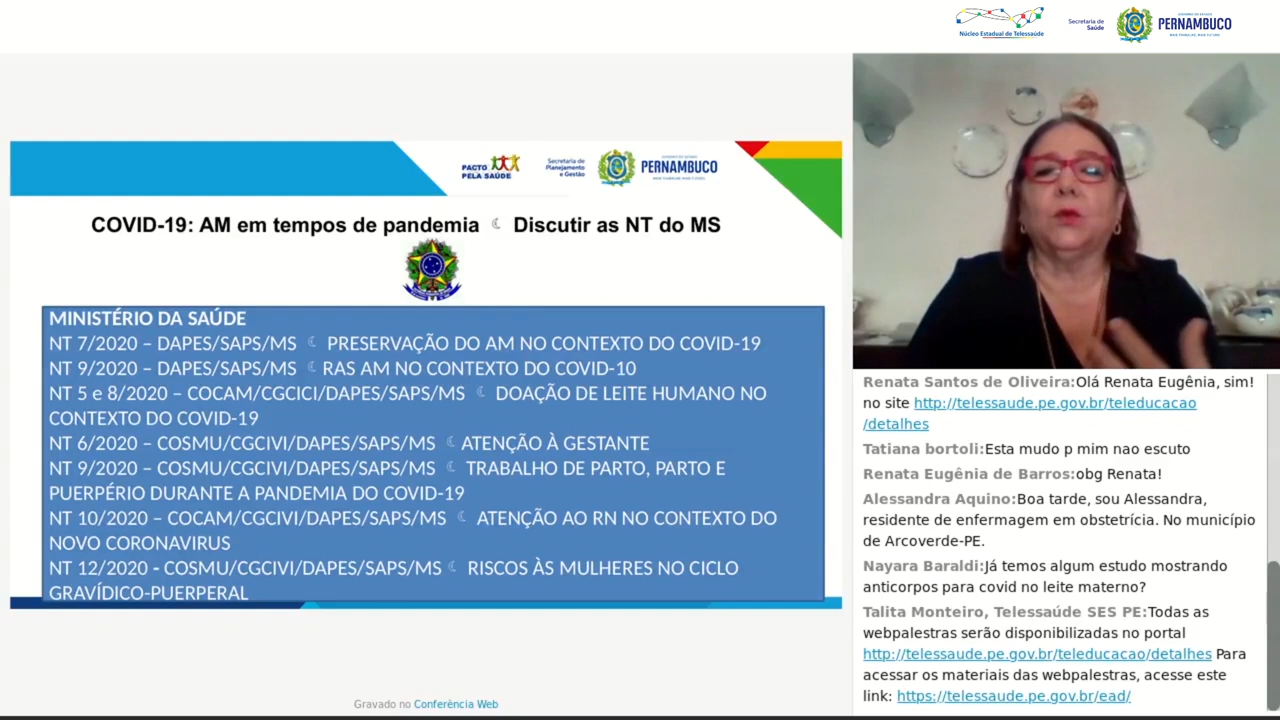 Núcleo Estadual de Telessaúde
Secretaria de
Saúde
PERNAMBUCO
PACTO
PELA SAÚDE
Secretaria de
Planejamento
e Gestão
PERNAMBUCO
COVID-19: AM em tempos de pandemia ☾ Discutir as NT do MS
MINISTÉRIO DA SAÚDE
NT 7/2020 – DAPES/SAPS/MS ☾ PRESERVAÇÃO DO AM NO CONTEXTO DO COVID-19
NT 9/2020 – DAPES/SAPS/MS ☾ RAS AM NO CONTEXTO DO COVID-10
NT 5 e 8/2020 – COCAM/CGCICI/DAPES/SAPS/MS ☾ DOAÇÃO DE LEITE HUMANO NO
CONTEXTO DO COVID-19
NT 6/2020 – COSMU/CGCIVI/DAPES/SAPS/MS ☾ ATENÇÃO À GESTANTE
NT 9/2020 – COSMU/CGCIVI/DAPES/SAPS/MS ☾ TRABALHO DE PARTO, PARTO E
PUERPÉRIO DURANTE A PANDEMIA DO COVID-19
NT 10/2020 – COCAM/CGCIVI/DAPES/SAPS/MS ☾ ATENÇÃO AO RN NO CONTEXTO DO
NOVO CORONAVIRUS
NT 12/2020 - COSMU/CGCIVI/DAPES/SAPS/MS ☾ RISCOS ÀS MULHERES NO CICLO
GRAVÍDICO-PUERPERAL
Gravado no Conferência Web
Renata Santos de Oliveira:Olá Renata Eugênia, sim!
no site http://telessaude.pe.gov.br/teleducacao
/detalhes
Tatiana bortoli:Esta mudo p mim nao escuto
Renata Eugênia de Barros:obg Renata!
Alessandra Aquino:Boa tarde, sou Alessandra,
residente de enfermagem em obstetrícia. No município
de Arcoverde-PE.
Nayara Baraldi:Já temos algum estudo mostrando
anticorpos para covid no leite materno?
Talita Monteiro, Telessaúde SES PE:Todas as
webpalestras serão disponibilizadas no portal
http://telessaude.pe.gov.br/teleducacao/detalhes Para
acessar os materiais das webpalestras, acesse este
link: https://telessaude.pe.gov.br/ead/